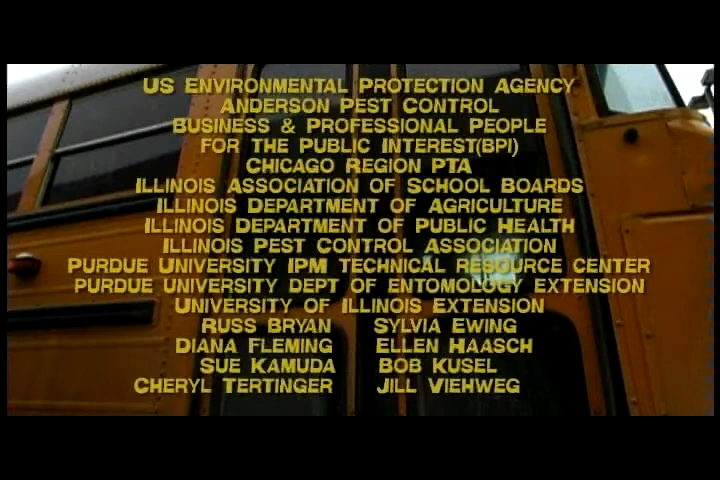 US ENVIRONMENTAL PROTECTION AGENCY
ANDERSON PEST CONTROL
BUSINESS & PROFESSIONAL PEOPLE
FOR THE PUBLIC INTEREST(BPI)
CHICAGO REGION PTA
ILLINOIS ASSOCIATION OF SCHOOL BOARDS
ILLINOIS DEPARTMENT OF AGRICULTURE
ILLINOIS DEPARTMENT OF PUBLIC HEALTH
ILLINOIS PEST CONTROL ASSOCIATION
PURDUE UNIVERSITY IPM TECHNICAL RESOURCE CENTER
PURDUE UNIVERSITY DEPT OF ENTOMOLOGY EXTENSION
UNIVERSITY OF ILLINOIS EXTENSION
RUSS BRYAN SYLVIA EWING
DIANA FLEMING ELLEN HAASCH
SUE KAMUDA BOB KUSEL
CHERYL TERTINGER JILL VIEHWEG